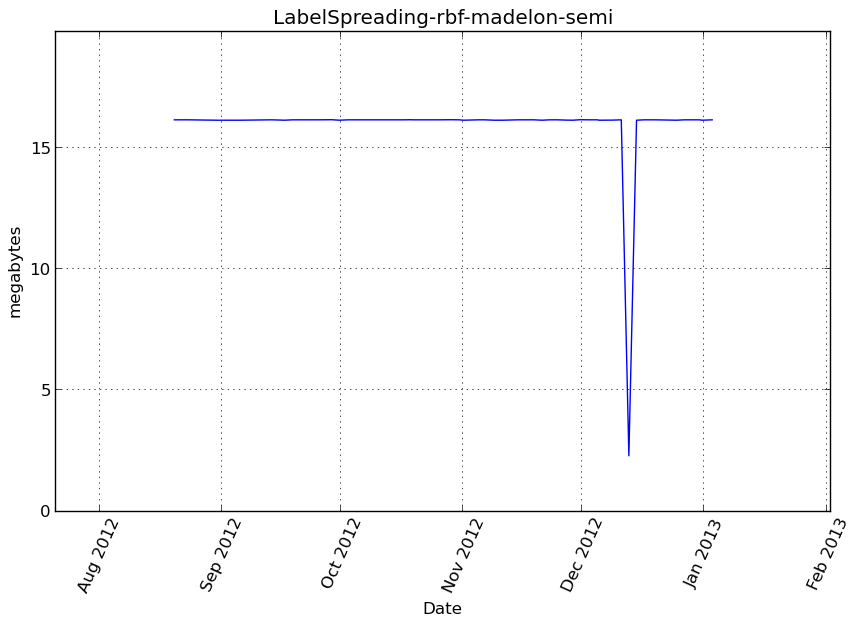 LabelSpreading-rbf-madelon-semi
megabytes
15
10
5
0
Aug 2012
Sep 2012
Oct 2012
Nov 2012
Dec 2012
Jan 2013
Feb 2013
Date